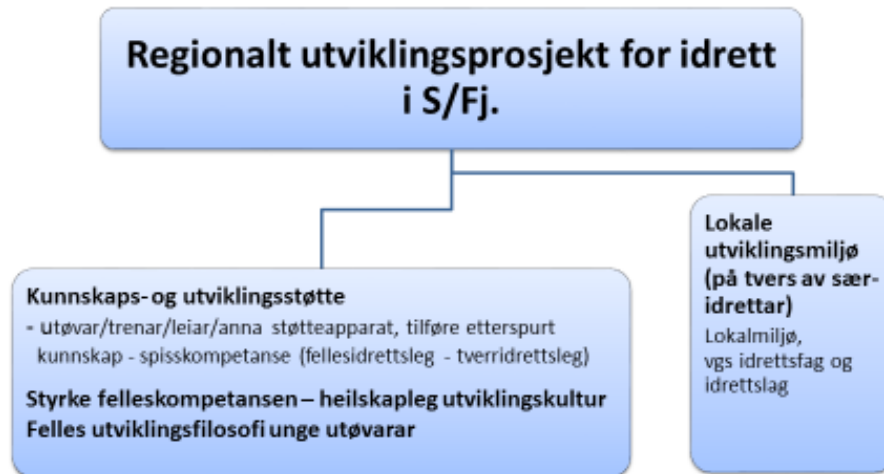 Regionalt utviklingsprosjekt for idrett
i S/Fj.
Kunnskaps- og utviklingsstøtte
- utøvar/trenar/leiar/anna støtteapparat, tilføre etterspurt
kunnskap - spisskompetanse (fellesidrettsleg - tverridrettsleg)
Styrke felleskompetansen – heilskapleg utviklingskultur
Felles utviklingsfilosofi unge utøvarar
Lokale
utviklingsmiljø
(på tvers av sær-
idrettar)
Lokalmiljø,
vgs idrettsfag og
idrettslag